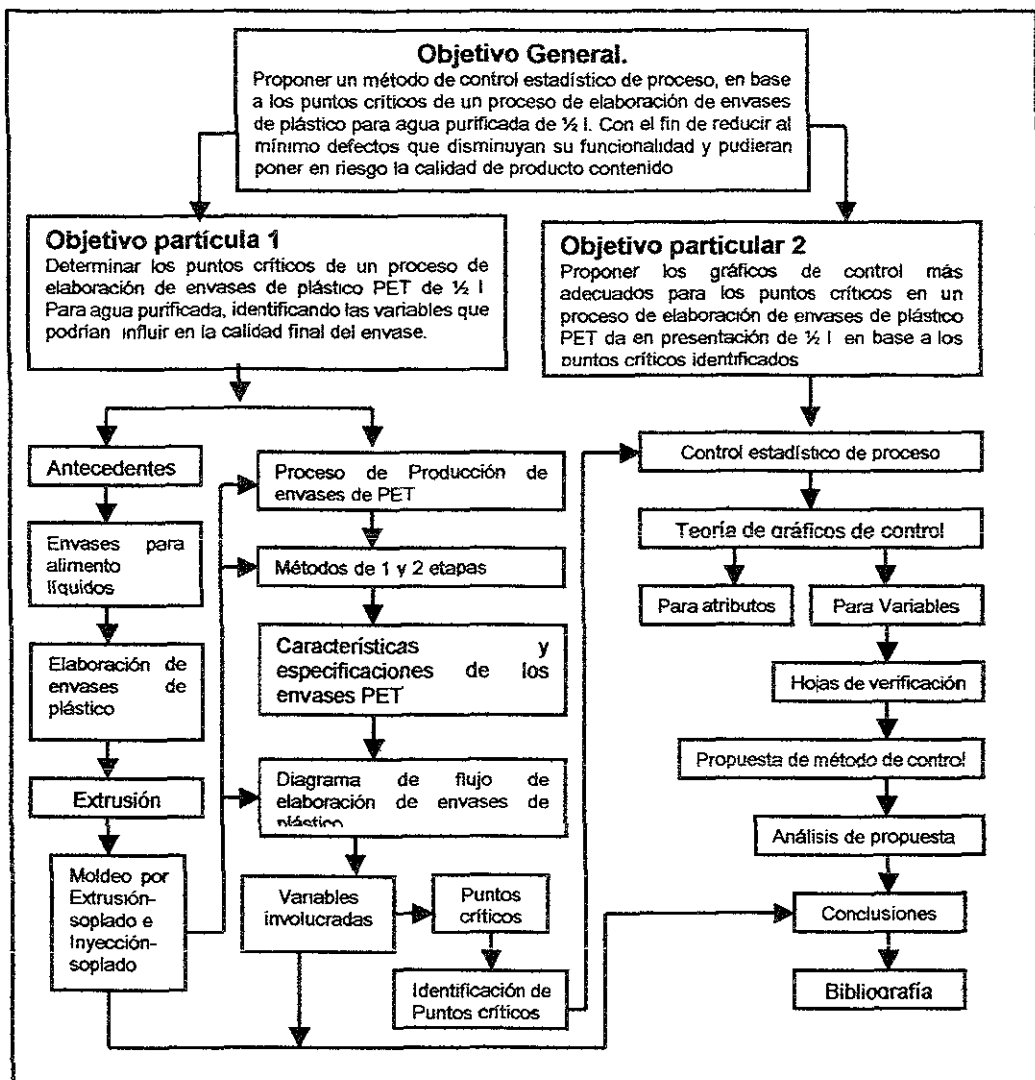 Objetivo General.
Proponer un método de control estadístico de proceso, en base
a los puntos críticos de un proceso de elaboración de envases
de plástico para agua purificada de ½ l. Con el fin de reducir al
mínimo defectos que disminuyan su funcionalidad y pudieran
poner en riesgo la calidad de producto contenido
Objetivo partícula 1
Determinar los puntos críticos de un proceso de
elaboración de envases de plástico PET de ½ l
Para agua purificada, identificando las variables que
podrían influir en la calidad final del envase.
Objetivo particular 2
Proponer los gráficos de control más
adecuados para los puntos críticos en un
proceso de elaboración de envases de plástico
PET da en presentación de ½ l en base a los
puntos críticos identificados
Antecedentes
Envases para
alimento
líquidos
Elaboración de
envases de
plástico
Extrusión
Moldeo por
Extrusión-
soplado e
Inyección-
soplado
Proceso de Producción de
envases de PET
Métodos de 1 y 2 etapas
Características y
especificaciones de los
envases PET
Diagrama de flujo de
elaboración de envases de
plástico
Variables
involucradas
Puntos
críticos
Identificación de
Puntos críticos
Control estadístico de proceso
Teoría de gráficos de control
Para atributos
Para Variables
Hojas de verificación
Propuesta de método de control
Análisis de propuesta
Conclusiones
Bibliografía